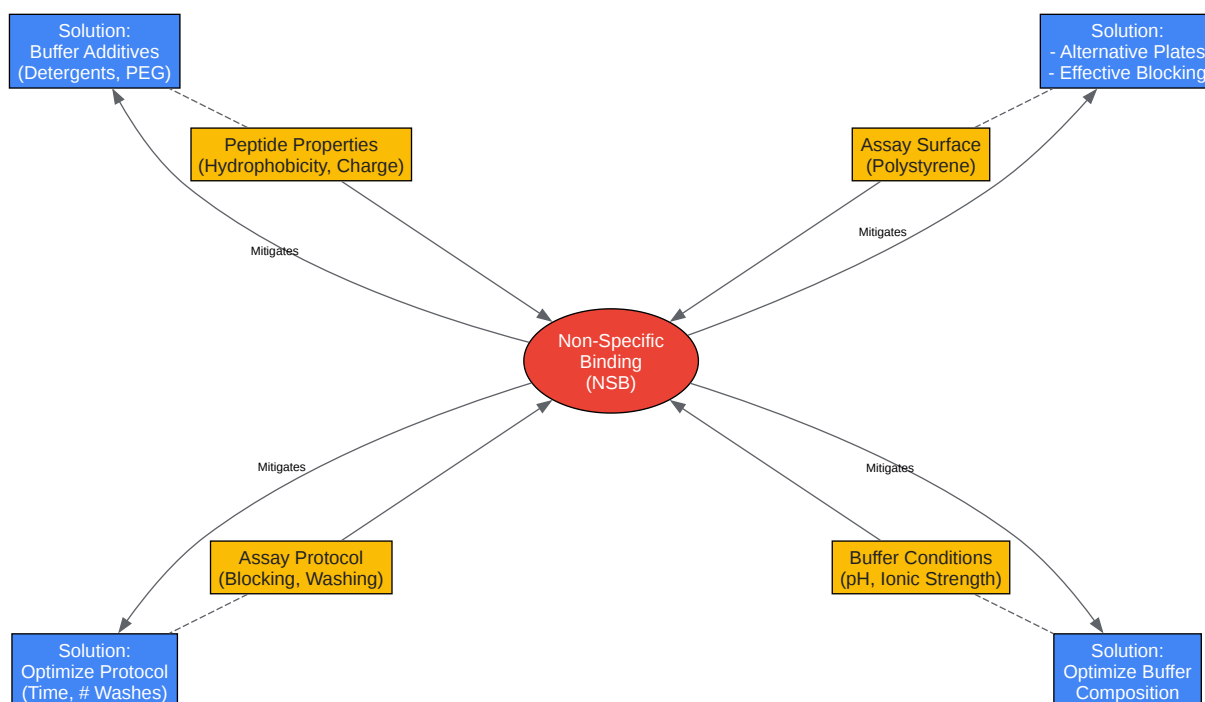 Solution:
Buffer Additives
(Detergents, PEG)
Solution:
- Alternative Plates
- Effective Blocking
Peptide Properties
(Hydrophobicity, Charge)
Assay Surface
(Polystyrene)
Mitigates
Mitigates
Non-Specific
Binding
(NSB)
Mitigates
Mitigates
Assay Protocol
(Blocking, Washing)
Buffer Conditions
(pH, Ionic Strength)
Solution:
Optimize Protocol
(Time, # Washes)
Solution:
Optimize Buffer
Composition